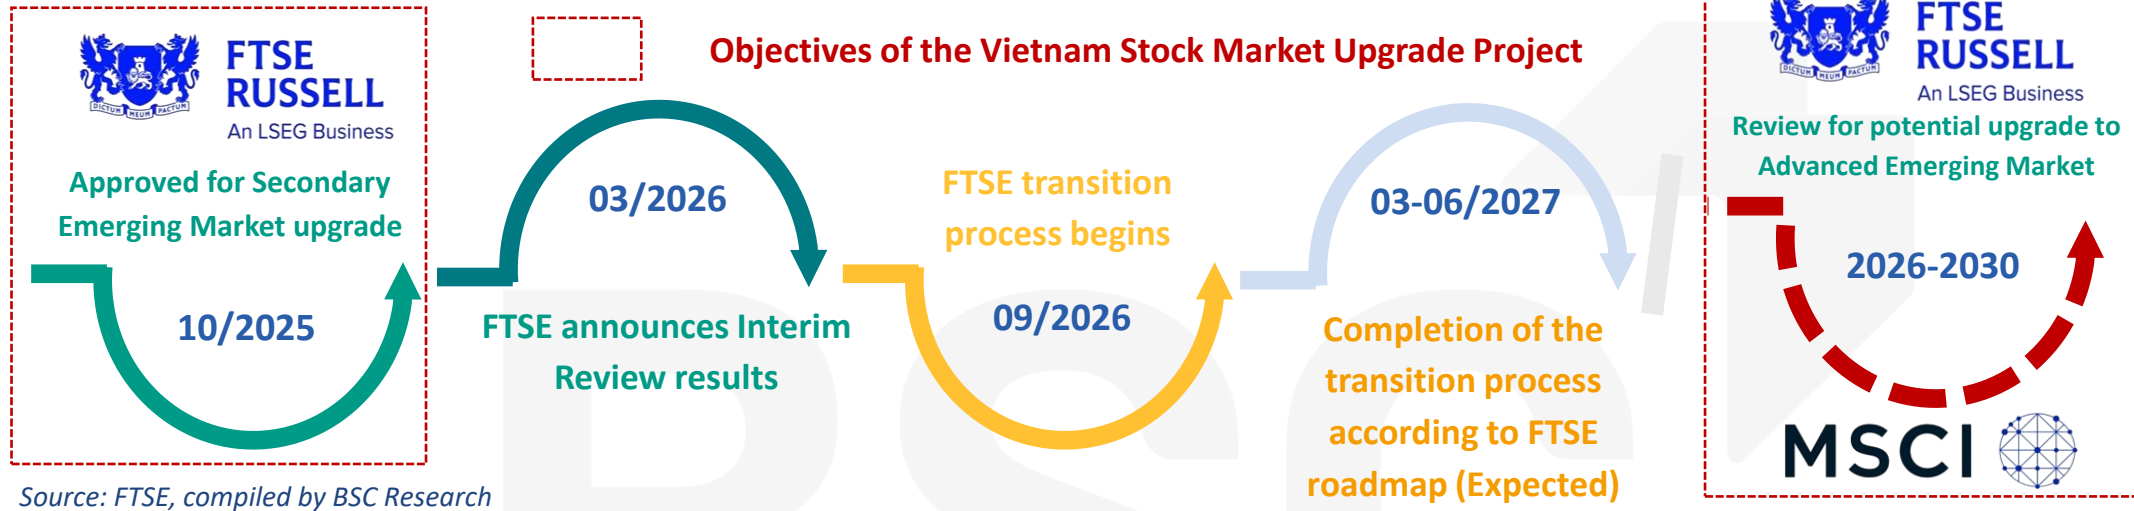 Objectives of the Vietnam Stock Market Upgrade Project
FTSE
RUSSELL
An LSEG Business
DICTUM MEUM PACTUM
Approved for Secondary
Emerging Market upgrade
10/2025
03/2026
FTSE announces Interim
Review results
FTSE transition
process begins
09/2026
03-06/2027
Completion of the
transition process
according to FTSE
roadmap (Expected)
FTSE
RUSSELL
An LSEG Business
DICTUM MEUM PACTUM
Review for potential upgrade to
Advanced Emerging Market
2026-2030
MSCI
Source: FTSE, compiled by BSC Research